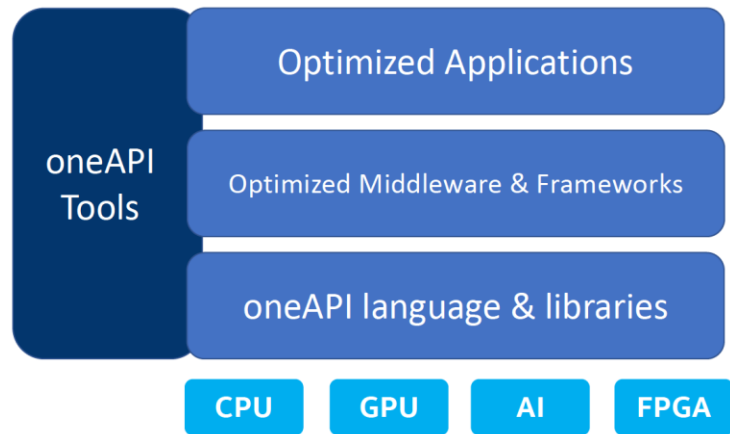 oneAPI
Tools
Optimized Applications
Optimized Middleware & Frameworks
oneAPI language & libraries
CPU
GPU
AI
FPGA